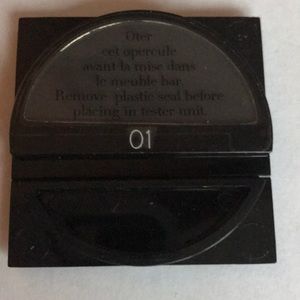 Oter
cet opercule
avant la mise dans
le meuble bar.
Remove plastic seal before
placing in tester unit.
01